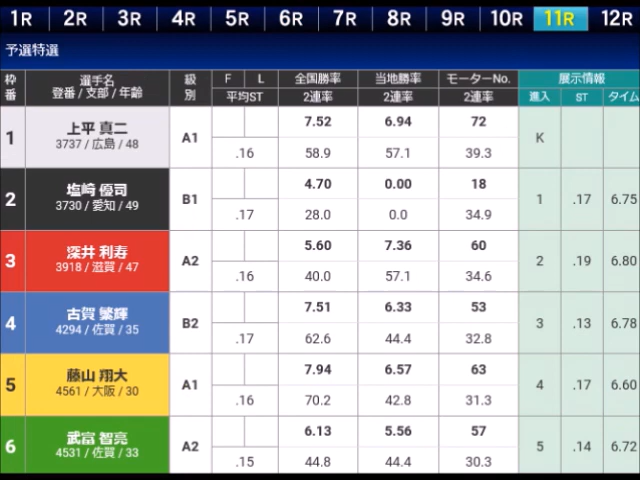 1R 2R 3R 4R 5R 6R 7R 8R 9R 10R 11R 12R
予選特選
枠番 選手名 登番 / 支部 / 年齢 級別 F L 平均ST 全国勝率 2連率 当地勝率 2連率 モーターNo. 2連率 展示情報 進入 ST タイム
1 上平 真二 A1 7.52 6.94 72 K
3737 / 広島 / 48 .16 58.9 57.1 39.3
2 塩崎 優司 B1 4.70 0.00 18 1 .17 6.75
3730 / 愛知 / 49 .17 28.0 0.0 34.9
3 深井 利寿 A2 5.60 7.36 60 2 .19 6.80
3918 / 滋賀 / 47 .16 40.0 57.1 34.6
4 古賀 繁輝 B2 7.51 6.33 53 3 .13 6.78
4294 / 佐賀 / 35 .17 62.6 44.4 32.8
5 藤山 翔大 A1 7.94 6.57 63 4 .17 6.60
4561 / 大阪 / 30 .16 70.2 42.8 31.3
6 武富 智亮 A2 6.13 5.56 57 5 .14 6.72
4531 / 佐賀 / 33 .15 44.8 44.4 30.3